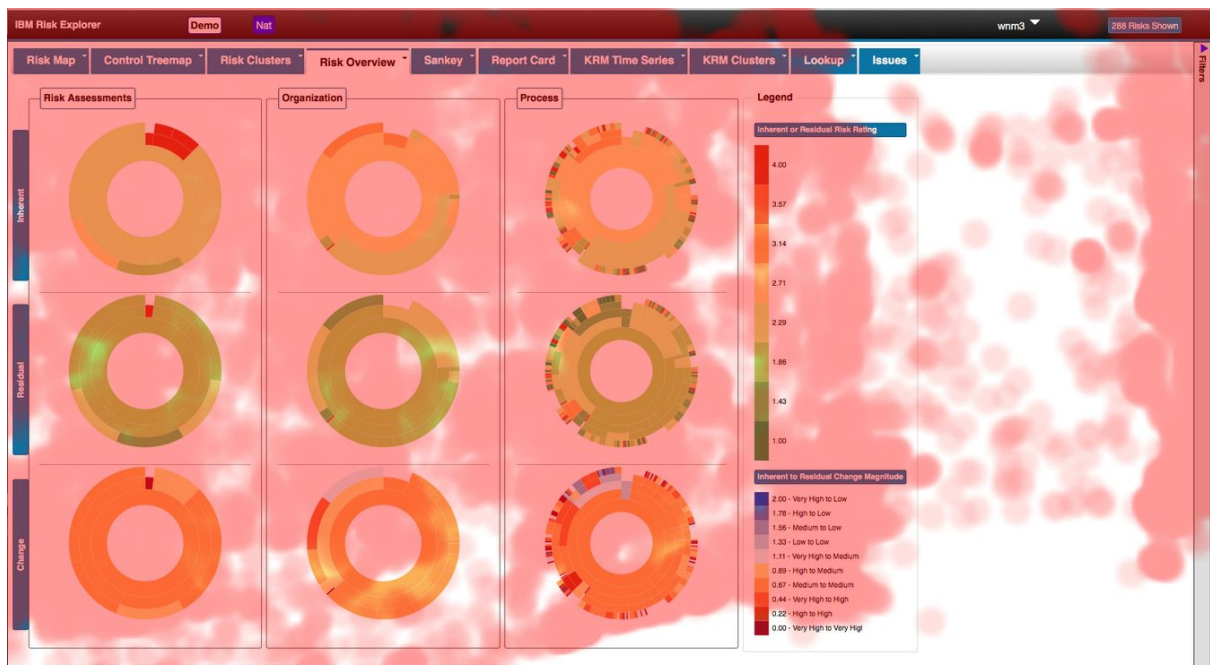 IBM Risk Explorer Demo Nat wnm3 288 Risks Shown
Risk Map Control Treemap Risk Clusters Risk Overview Sankey Report Card KRM Time Series KRM Clusters Lookup Issues
Filters
Risk Assessments Organization Process Legend
Inherent or Residual Risk Rating
4.00
3.57
3.14
2.71
2.29
1.86
1.43
1.00
Inherent
Residual
Change
Inherent to Residual Change Magnitude
2.00 - Very High to Low
1.78 - High to Low
1.56 - Medium to Low
1.33 - Low to Low
1.11 - Very High to Medium
0.89 - High to Medium
0.67 - Medium to Medium
0.44 - Very High to High
0.22 - High to High
0.00 - Very High to Very High